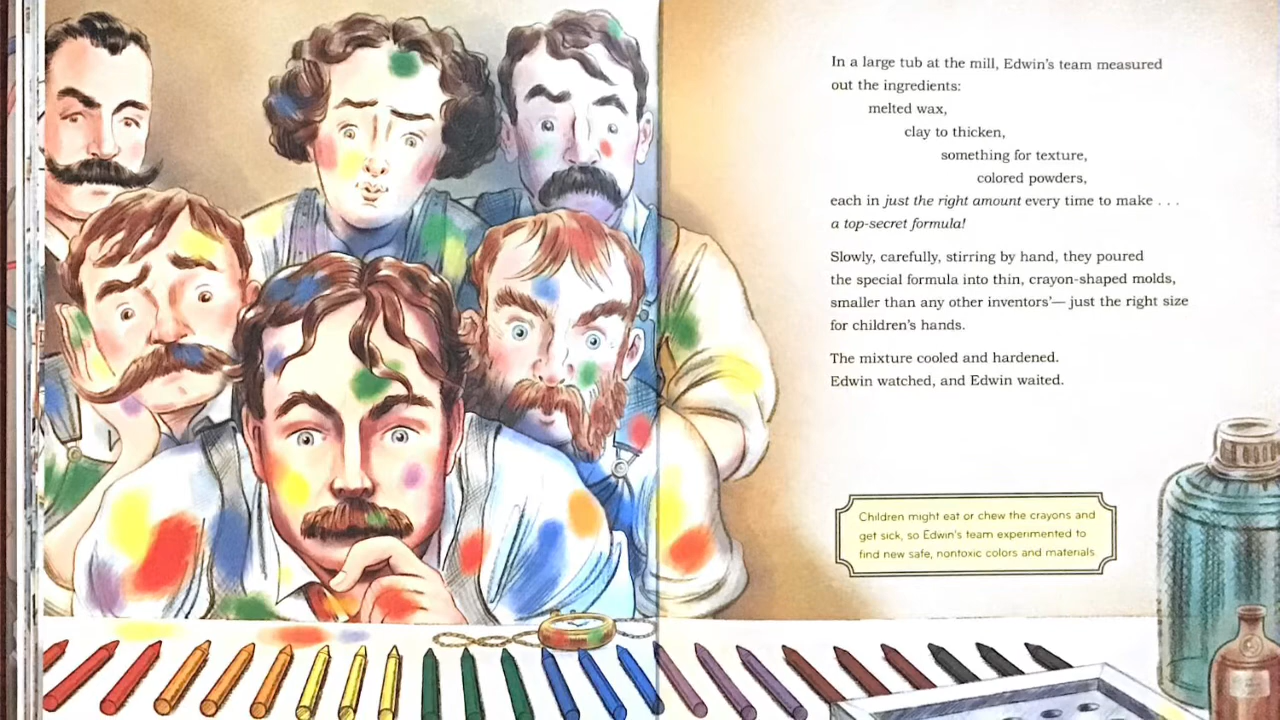 In a large tub at the mill, Edwin's team measured
out the ingredients:
melted wax,
clay to thicken,
something for texture,
colored powders,
each in just the right amount every time to make . . .
a top-secret formula!
Slowly, carefully, stirring by hand, they poured
the special formula into thin, crayon-shaped molds,
smaller than any other inventors'—just the right size
for children's hands.
The mixture cooled and hardened.
Edwin watched, and Edwin waited.
Children might eat or chew the crayons and
get sick, so Edwin's team experimented to
find new safe, nontoxic colors and materials